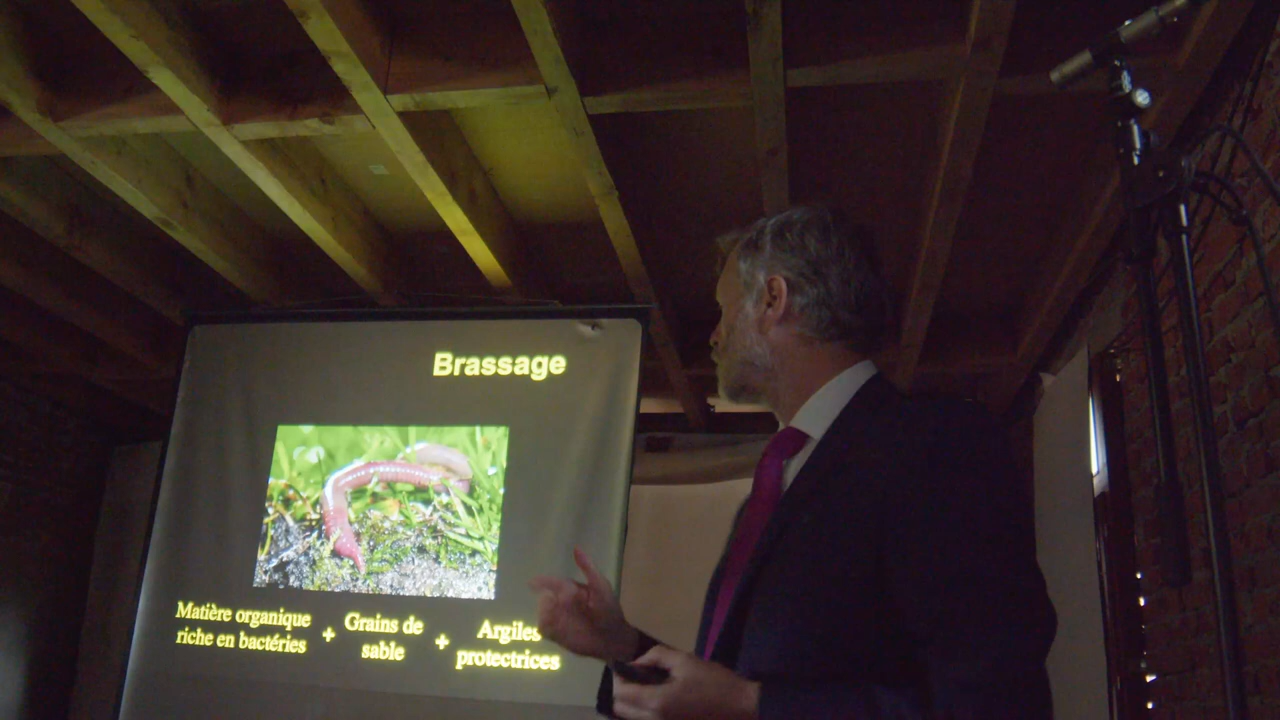 Brassage
Matière organique
riche en bactéries
+
Grains de
sable
+
Argiles
protectrices